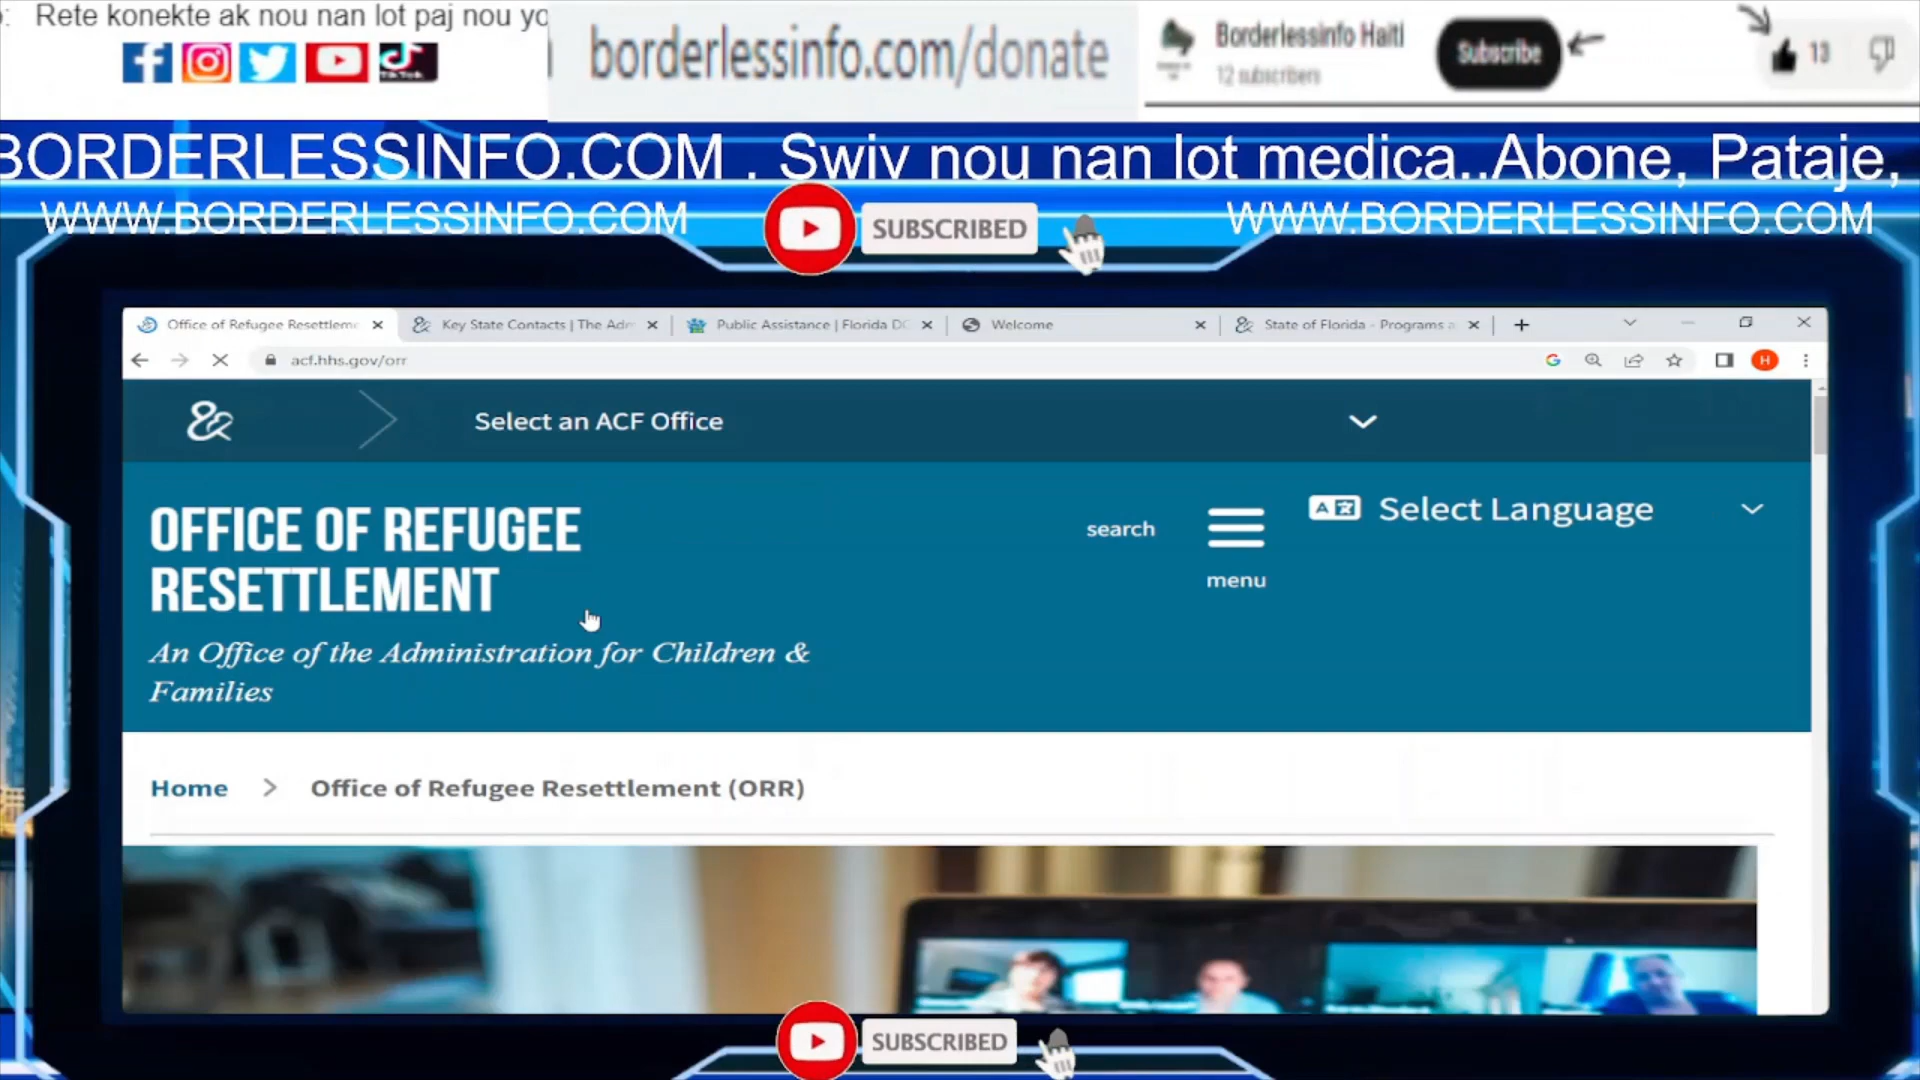 : Rete konekte ak nou nan lot paj nou yo
borderlessinfo.com/donate
Borderlessinfo Haiti
12 subscribers
Subscribe
13
BORDERLESSINFO.COM . Swiv nou nan lot medica..Abone, Pataje,
WWW.BORDERLESSINFO.COM
SUBSCRIBED
WWW.BORDERLESSINFO.COM
Office of Refugee Resettleme
Key State Contacts | The Adm
Public Assistance | Florida DC
Welcome
State of Florida - Programs a
acf.hhs.gov/orr
H
Select an ACF Office
OFFICE OF REFUGEE
RESETTLEMENT
search
menu
Select Language
An Office of the Administration for Children &
Families
Home > Office of Refugee Resettlement (ORR)
SUBSCRIBED